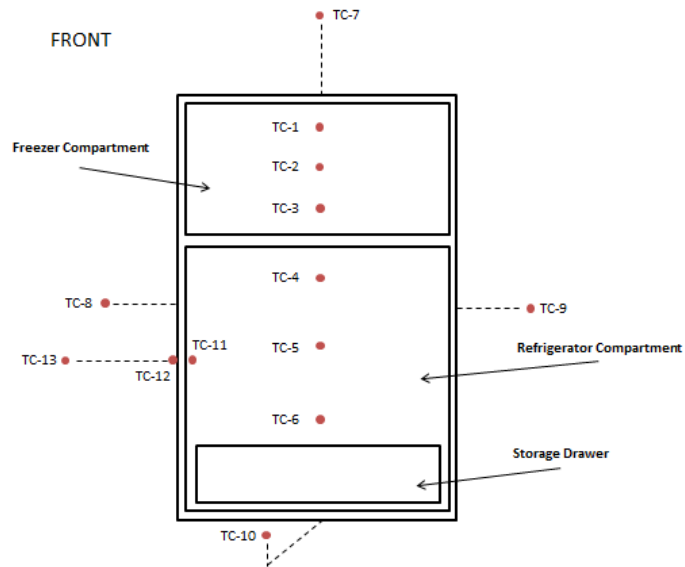 TC-7
FRONT
TC-1
Freezer Compartment
TC-2
TC-3
TC-4
TC-8
TC-9
TC-11
TC-5
Refrigerator Compartment
TC-13
TC-12
TC-6
Storage Drawer
TC-10